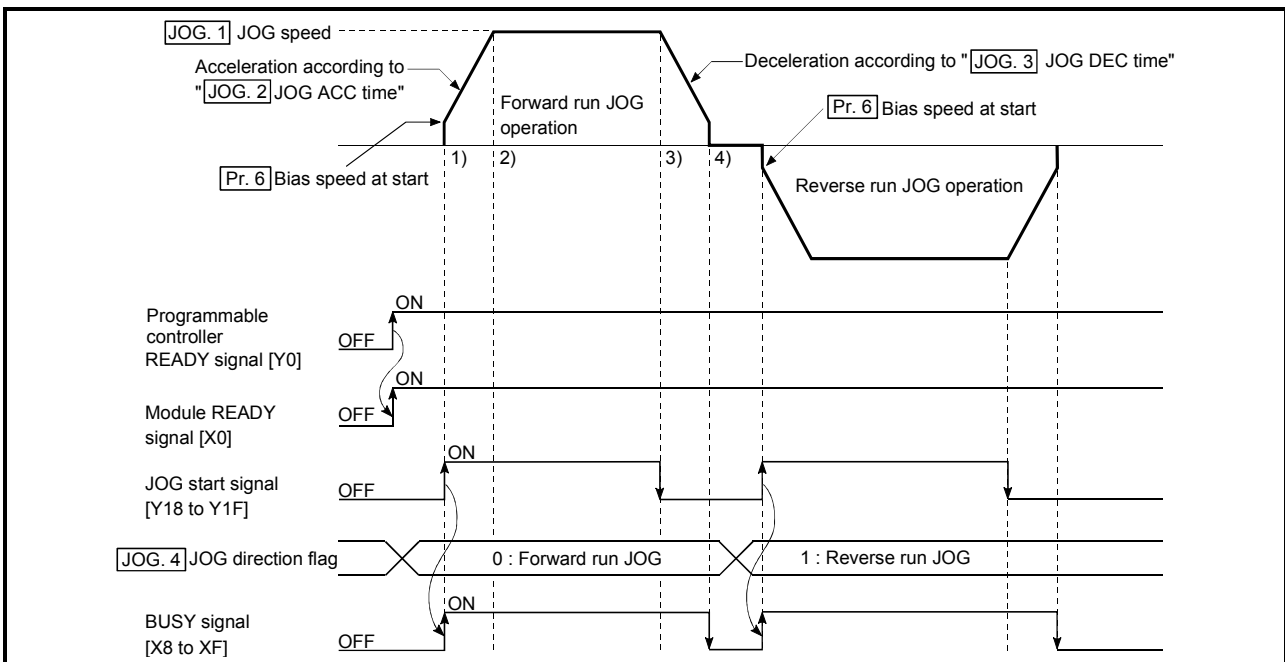 JOG. 1 JOG speed
Acceleration according to
"JOG. 2 JOG ACC time"
Deceleration according to "JOG. 3 JOG DEC time"
Forward run JOG
operation
Pr. 6 Bias speed at start
1) 2) 3) 4)
Pr. 6 Bias speed at start
Reverse run JOG operation
ON
Programmable
controller
READY signal [Y0]
OFF
ON
Module READY
signal [X0]
OFF
ON
JOG start signal
[Y18 to Y1F]
OFF
JOG. 4 JOG direction flag
0 : Forward run JOG
1 : Reverse run JOG
ON
BUSY signal
[X8 to XF]
OFF